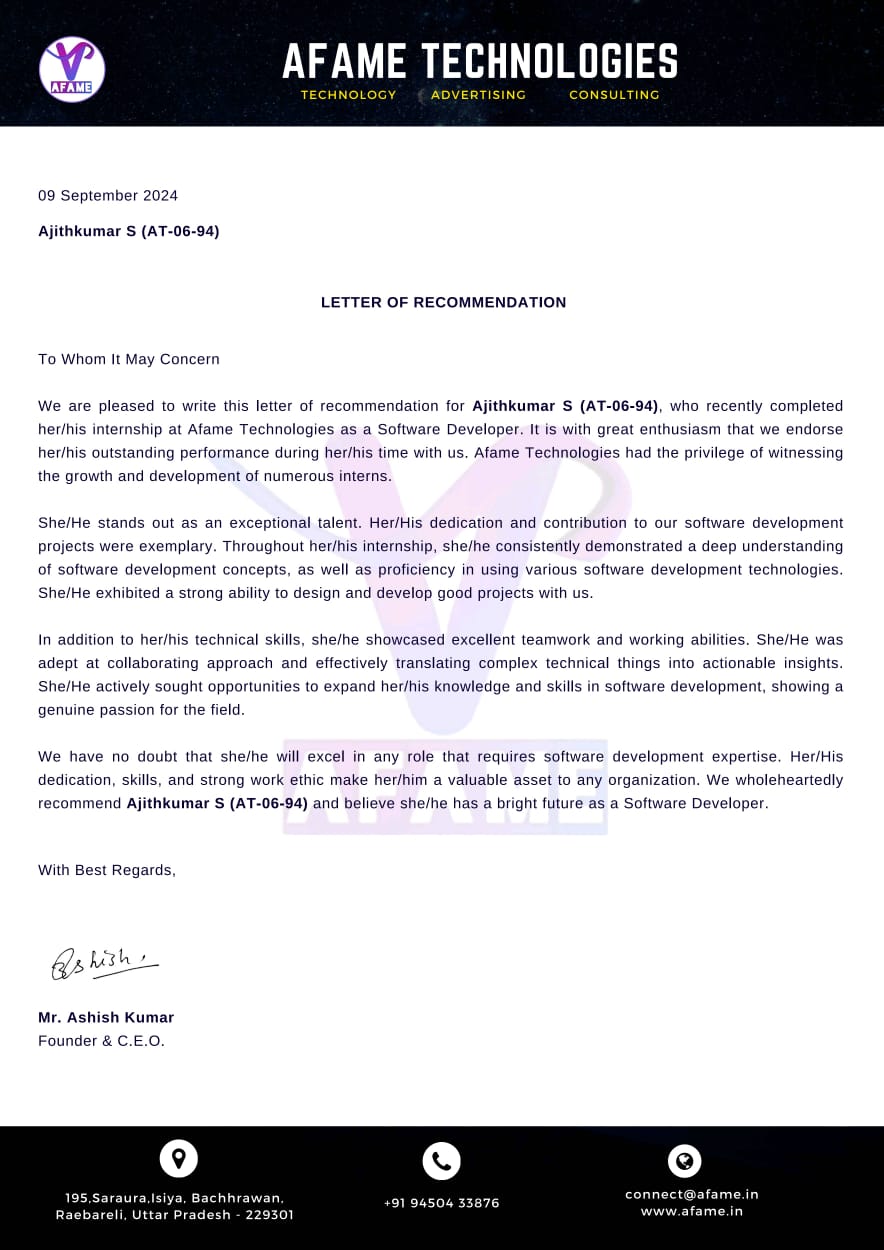 AFAME
AFAME TECHNOLOGIES
TECHNOLOGY ADVERTISING CONSULTING
09 September 2024
Ajithkumar S (AT-06-94)
LETTER OF RECOMMENDATION
To Whom It May Concern
We are pleased to write this letter of recommendation for Ajithkumar S (AT-06-94), who recently completed
her/his internship at Afame Technologies as a Software Developer. It is with great enthusiasm that we endorse
her/his outstanding performance during her/his time with us. Afame Technologies had the privilege of witnessing
the growth and development of numerous interns.
She/He stands out as an exceptional talent. Her/His dedication and contribution to our software development
projects were exemplary. Throughout her/his internship, she/he consistently demonstrated a deep understanding
of software development concepts, as well as proficiency in using various software development technologies.
She/He exhibited a strong ability to design and develop good projects with us.
In addition to her/his technical skills, she/he showcased excellent teamwork and working abilities. She/He was
adept at collaborating approach and effectively translating complex technical things into actionable insights.
She/He actively sought opportunities to expand her/his knowledge and skills in software development, showing a
genuine passion for the field.
We have no doubt that she/he will excel in any role that requires software development expertise. Her/His
dedication, skills, and strong work ethic make her/him a valuable asset to any organization. We wholeheartedly
recommend Ajithkumar S (AT-06-94) and believe she/he has a bright future as a Software Developer.
AFAME
With Best Regards,
Ashish.
Mr. Ashish Kumar
Founder & C.E.O.
195,Saraura,Isiya, Bachhrawan,
Raebareli, Uttar Pradesh - 229301
+91 94504 33876
connect@afame.in
www.afame.in